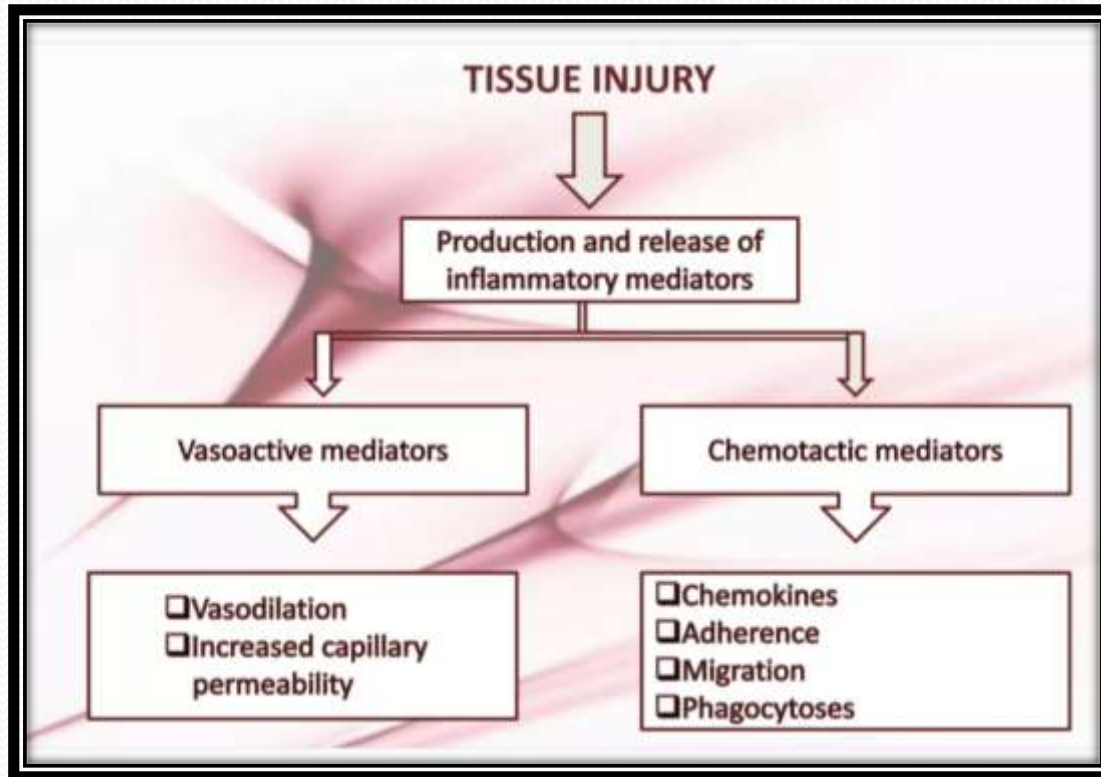 TISSUE INJURY
Production and release of
inflammatory mediators
Vasoactive mediators
Chemotactic mediators
❑Vasodilation
❑Increased capillary
permeability
❑Chemokines
❑Adherence
❑Migration
❑Phagocytoses